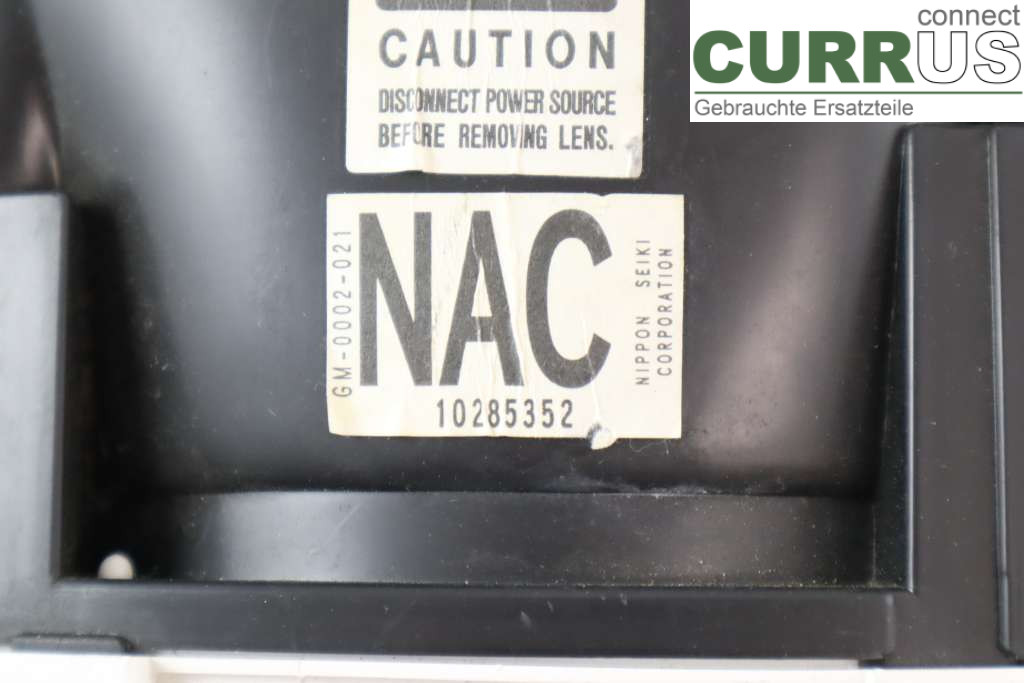 connect
CURRUS
Gebrauchte Ersatzteile
CAUTION
DISCONNECT POWER SOURCE
BEFORE REMOVING LENS.
GM-0002-021
NAC
10285352
NIPPON SEIKI
CORPORATION